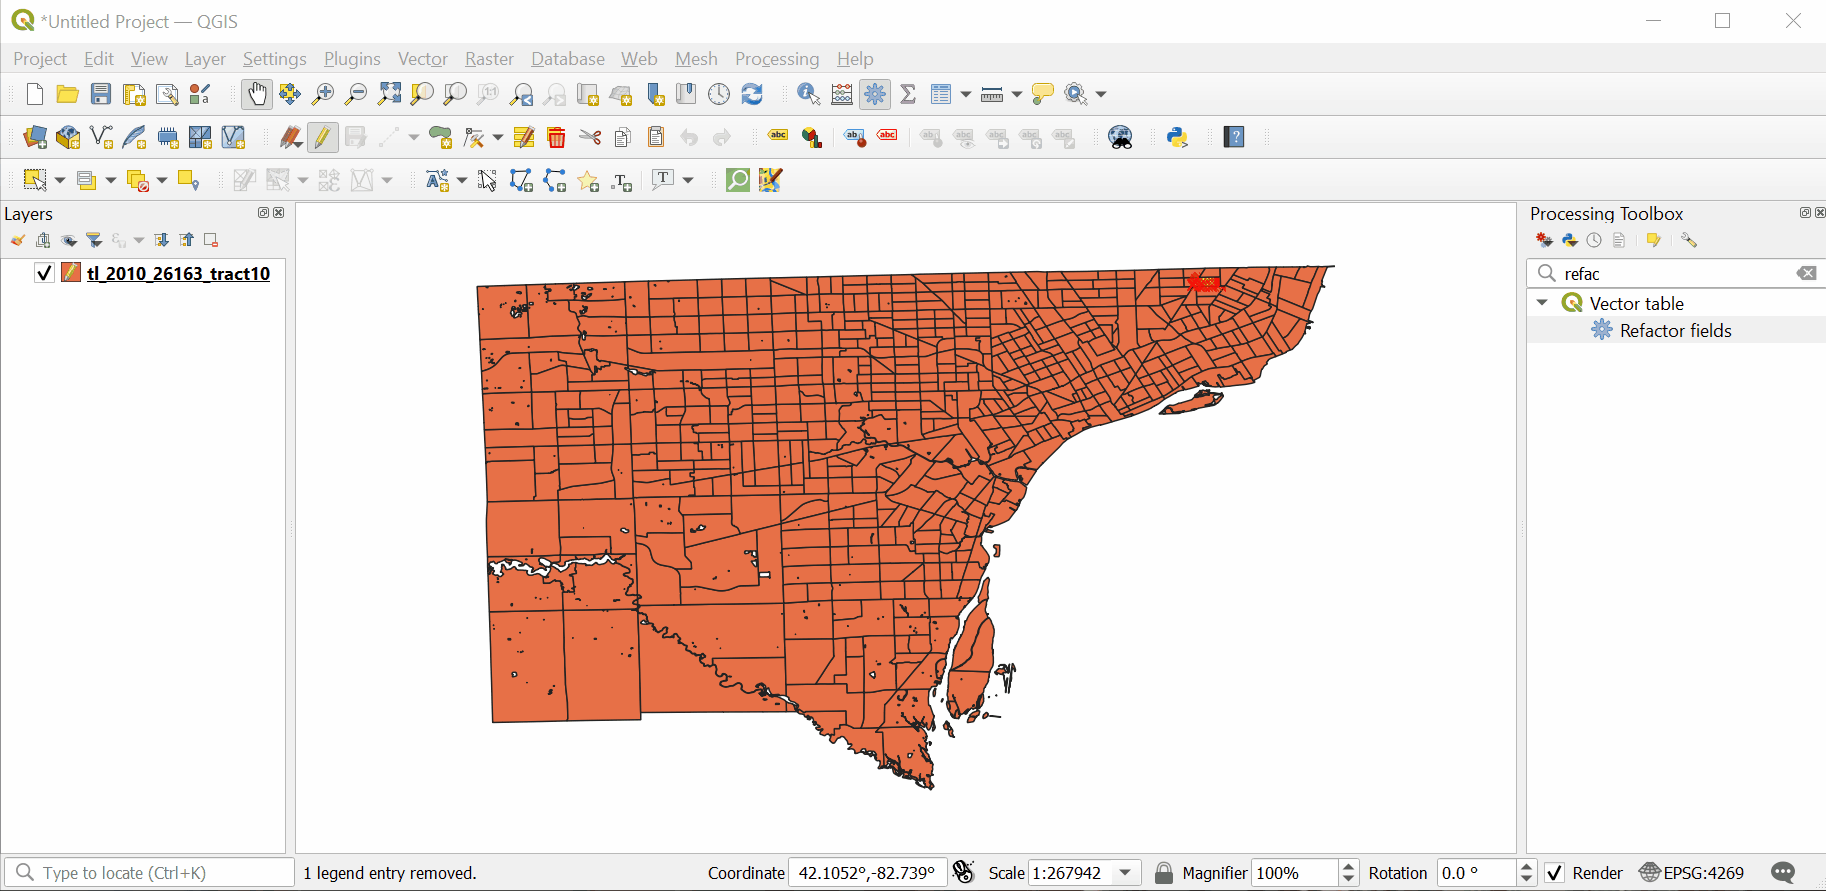 *Untitled Project — QGIS
Project Edit View Layer Settings Plugins Vector Raster Database Web Mesh Processing Help
Layers
tl_2010_26163_tract10
Processing Toolbox
refac
Vector table
Refactor fields
Type to locate (Ctrl+K)
1 legend entry removed.
Coordinate 42.1052°,-82.739° Scale 1:267942 Magnifier 100% Rotation 0.0 ° Render EPSG:4269